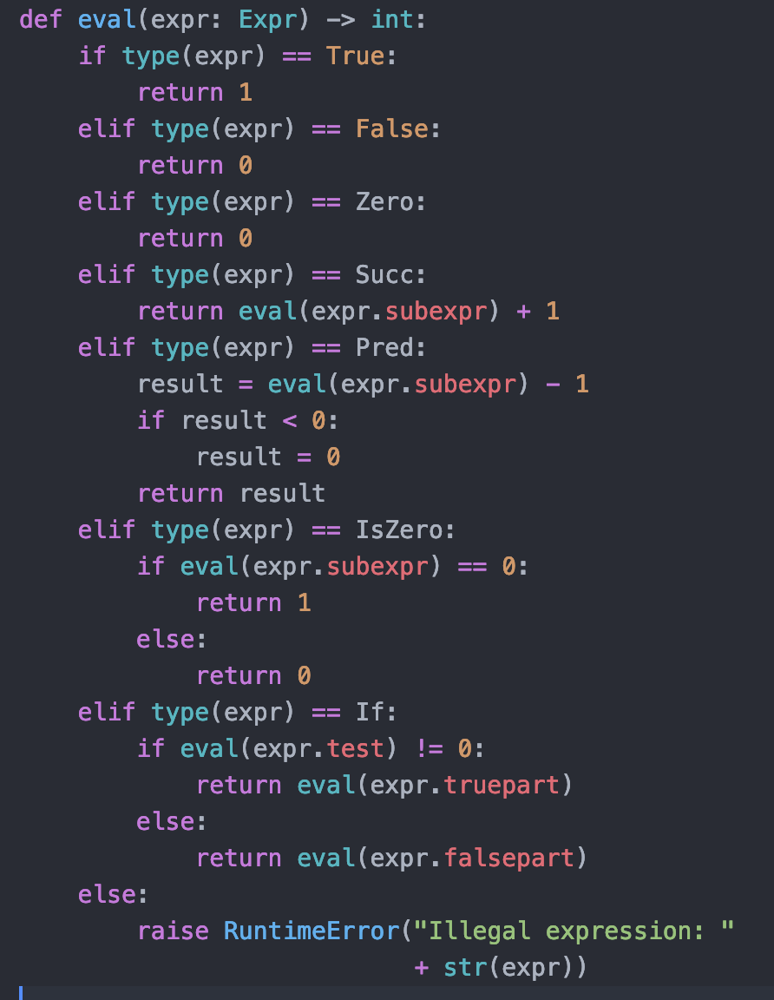 def eval(expr: Expr) -> int:
    if type(expr) == True:
        return 1
    elif type(expr) == False:
        return 0
    elif type(expr) == Zero:
        return 0
    elif type(expr) == Succ:
        return eval(expr.subexpr) + 1
    elif type(expr) == Pred:
        result = eval(expr.subexpr) - 1
        if result < 0:
            result = 0
        return result
    elif type(expr) == IsZero:
        if eval(expr.subexpr) == 0:
            return 1
        else:
            return 0
    elif type(expr) == If:
        if eval(expr.test) != 0:
            return eval(expr.truepart)
        else:
            return eval(expr.falsepart)
    else:
        raise RuntimeError("Illegal expression: "
                           + str(expr))